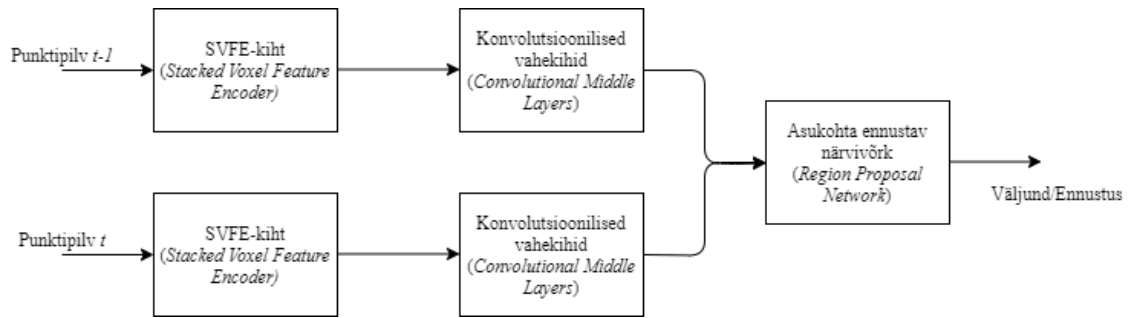 Punktipilv t-1
SVFE-kiht
(Stacked Voxel Feature
Encoder)
Konvolutsioonilised
vahekihid
(Convolutional Middle
Layers)
Asukohta ennustav
närvivõrk
(Region Proposal
Network)
Väljund/Ennustus
Punktipilv t
SVFE-kiht
(Stacked Voxel Feature
Encoder)
Konvolutsioonilised
vahekihid
(Convolutional Middle
Layers)